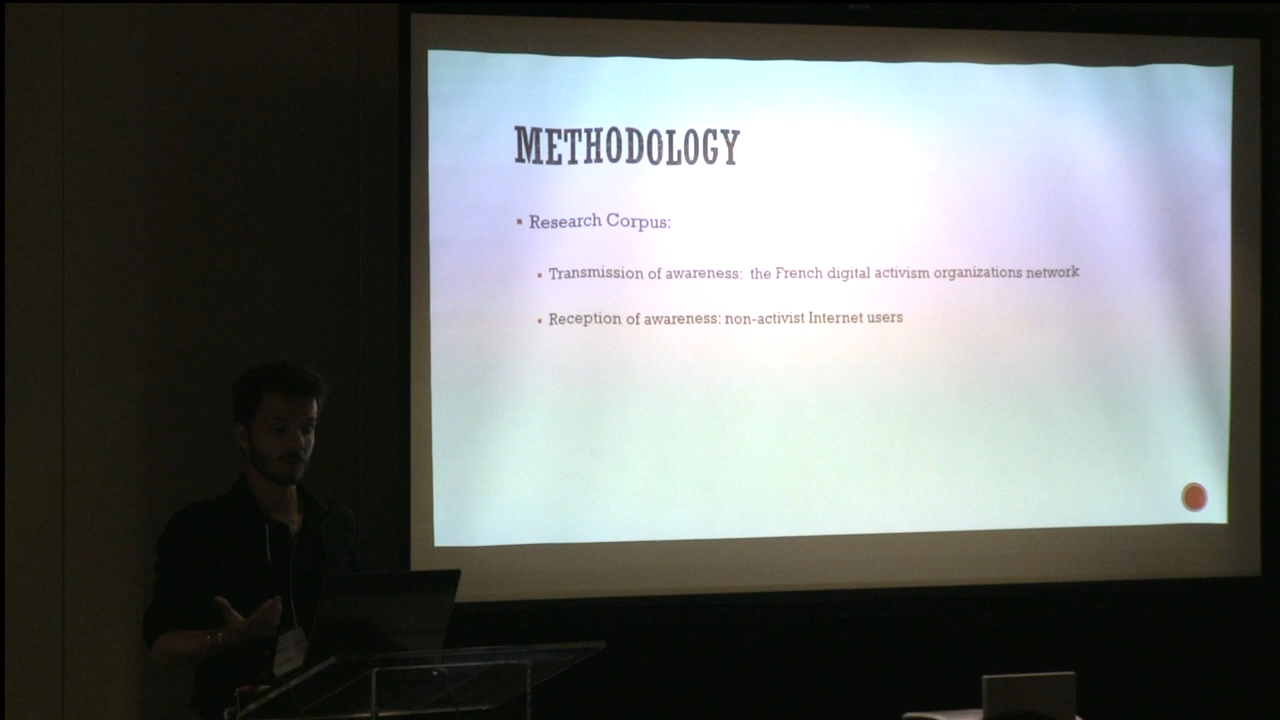 METHODOLOGY
▪ Research Corpus:
▪ Transmission of awareness: the French digital activism organizations network
▪ Reception of awareness: non-activist Internet users